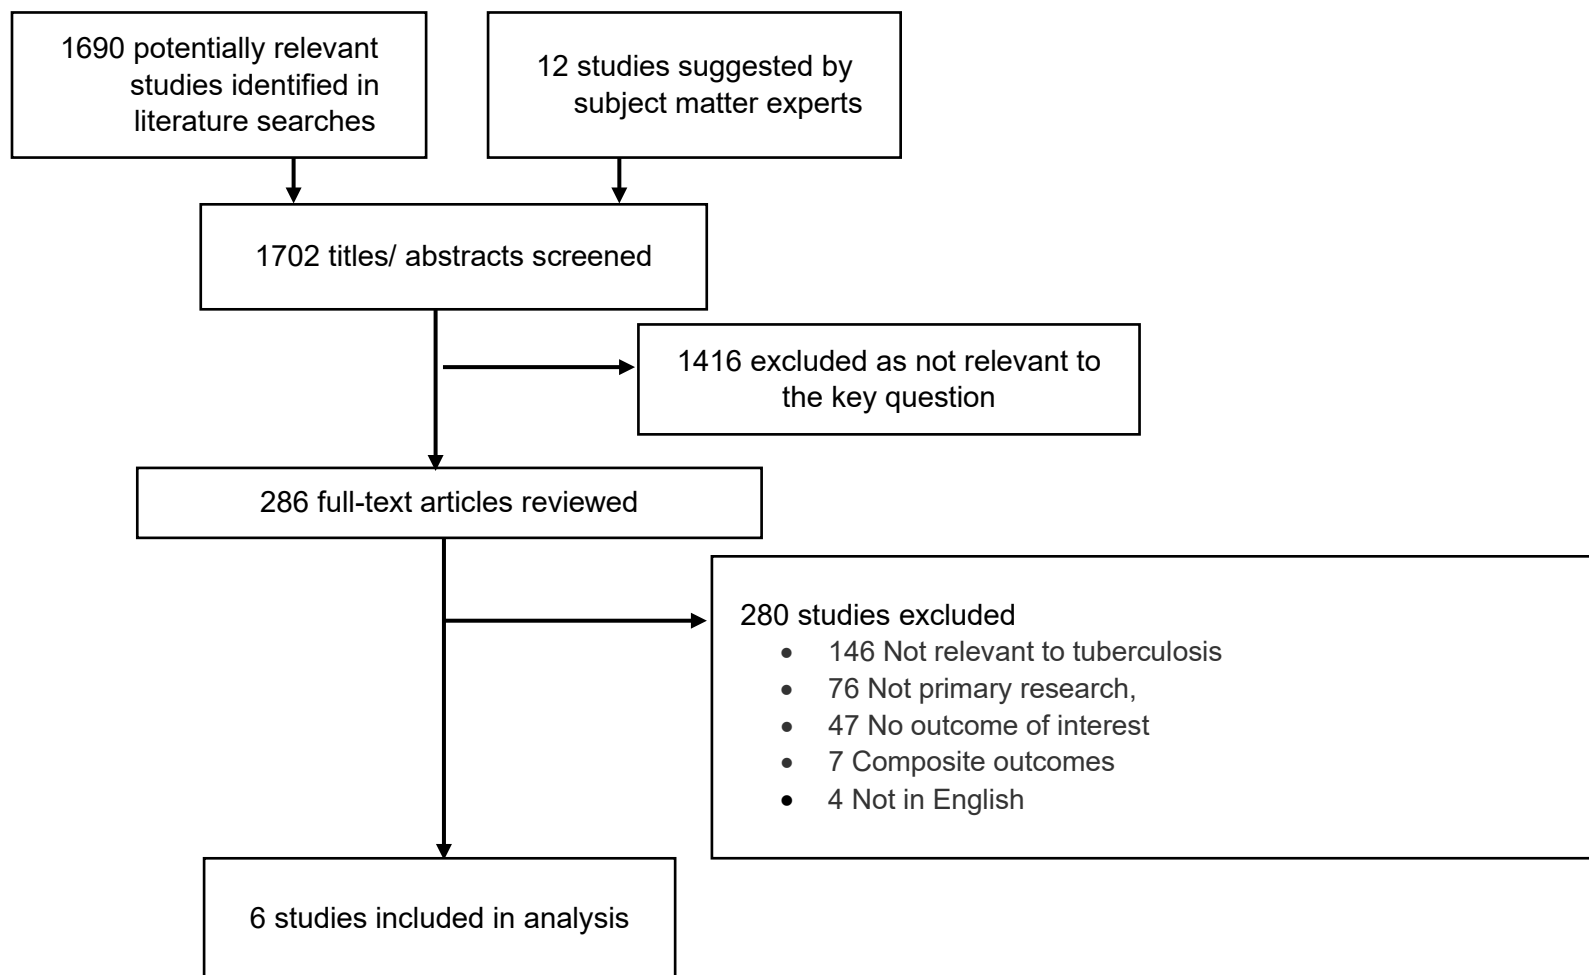 1690 potentially relevant
studies identified in
literature searches
12 studies suggested by
subject matter experts
1702 titles/ abstracts screened
1416 excluded as not relevant to
the key question
286 full-text articles reviewed
280 studies excluded
• 146 Not relevant to tuberculosis
• 76 Not primary research,
• 47 No outcome of interest
• 7 Composite outcomes
• 4 Not in English
6 studies included in analysis